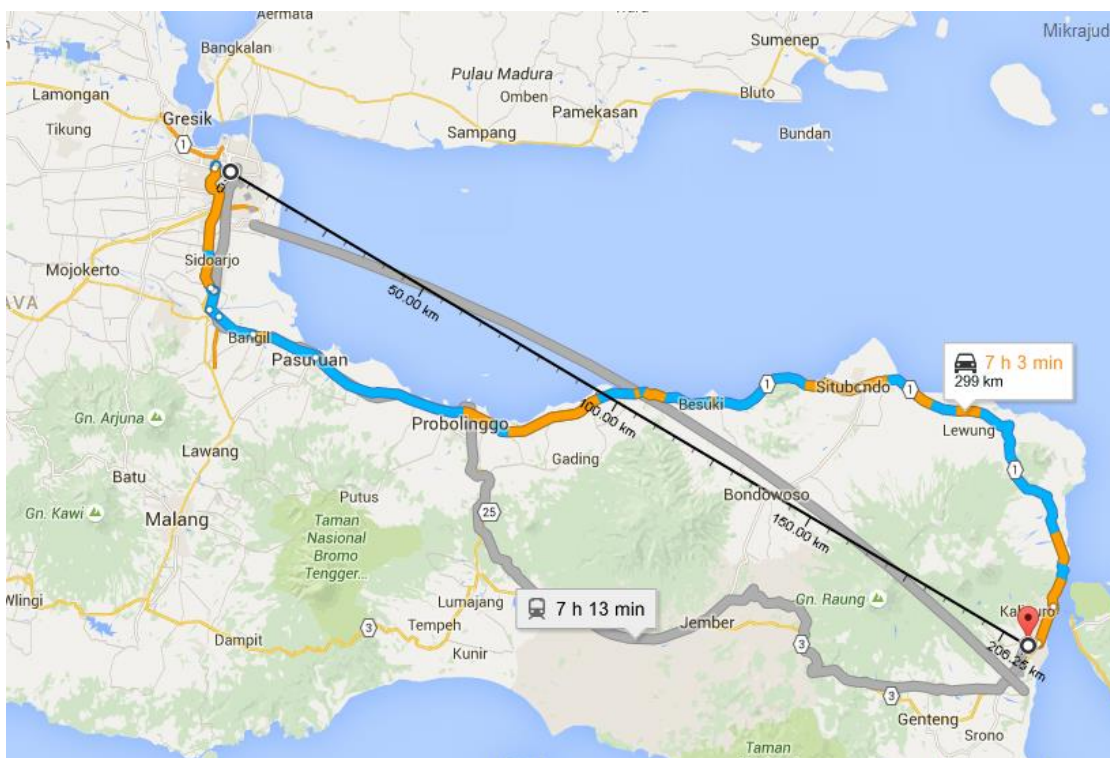 Aermata
Bangkalan
Sumenep
Mikrajud
Pulau Madura
Lamongan
Omben
Bluto
Gresik
Pamekasan
Tikung
Sampang
Bundan
1
Sidoarjo
Mojokerto
50.00 km
Bangil
Pasuruan
7 h 3 min
299 km
1
Situbondo
1
Besuki
100.00 km
Gn. Arjuna
Probolinggo
Lewung
Lawang
Gading
1
Batu
Putus
Bondowoso
Gn. Kawi
Malang
25
150.00 km
Taman
Nasional
Bromo
Tengger...
Gn. Raung
Wlingi
Lumajang
7 h 13 min
Dampit
3
Tempeh
Jember
206.25 km
Kunir
3
3
Genteng
Srono
Taman